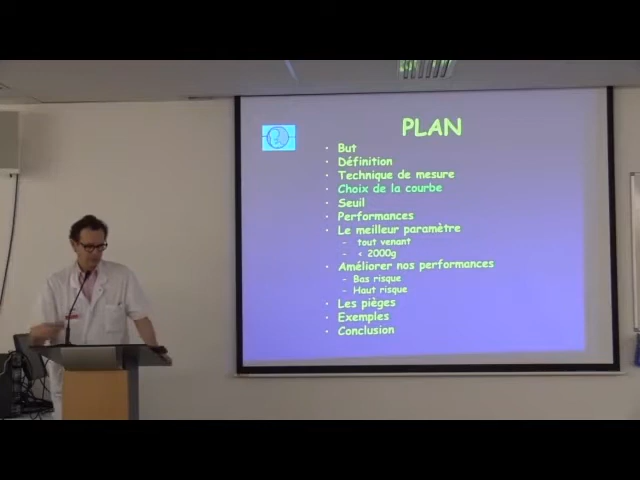 PLAN
· But
· Définition
· Technique de mesure
· Choix de la courbe
· Seuil
· Performances
· Le meilleur paramètre
- tout venant
- < 2000g
· Améliorer nos performances
- Bas risque
- Haut risque
· Les pièges
· Exemples
· Conclusion